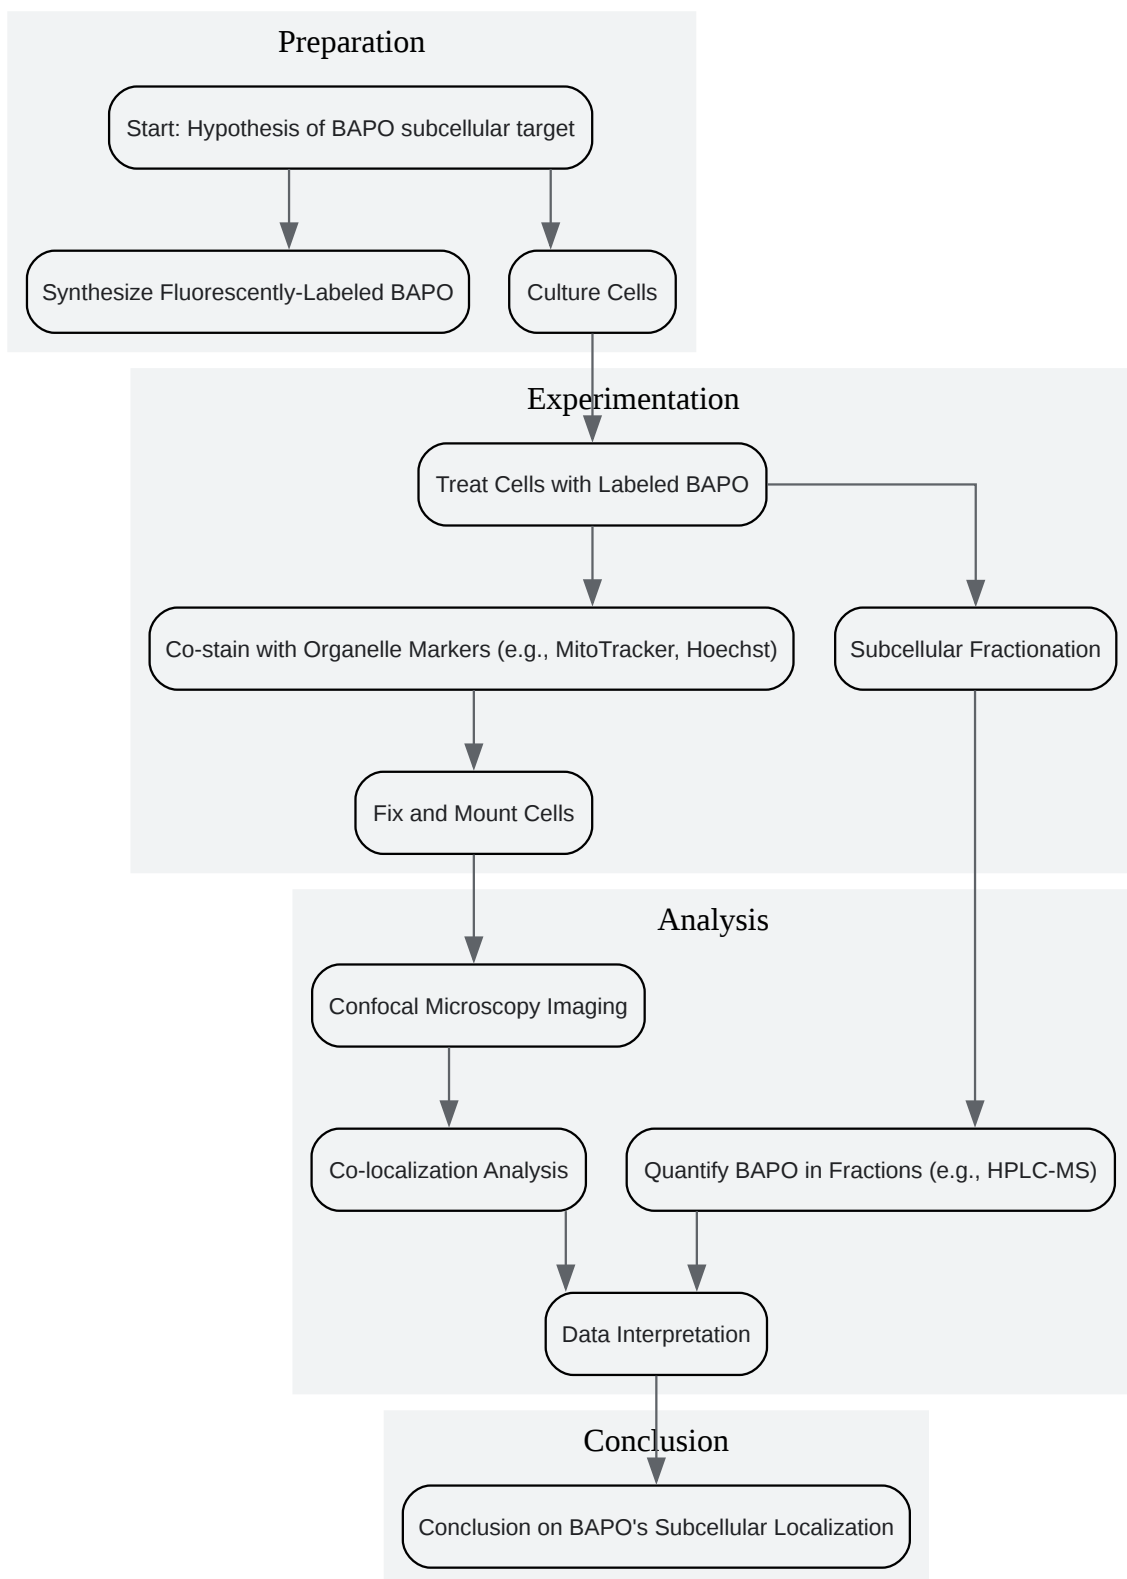 Preparation
Start: Hypothesis of BAPO subcellular target
Synthesize Fluorescently-Labeled BAPO
Culture Cells
Experimentation
Treat Cells with Labeled BAPO
Co-stain with Organelle Markers (e.g., MitoTracker, Hoechst)
Subcellular Fractionation
Fix and Mount Cells
Analysis
Confocal Microscopy Imaging
Co-localization Analysis
Quantify BAPO in Fractions (e.g., HPLC-MS)
Data Interpretation
Conclusion
Conclusion on BAPO's Subcellular Localization